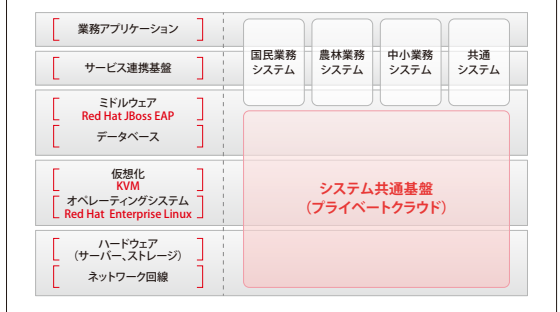 業務アプリケーション
サービス連携基盤
ミドルウェア
Red Hat JBoss EAP
データベース
仮想化
KVM
オペレーティングシステム
Red Hat Enterprise Linux
ハードウェア
(サーバー、ストレージ)
ネットワーク回線
国民業務
システム
農林業務
システム
中小業務
システム
共通
システム
システム共通基盤
(プライベートクラウド)